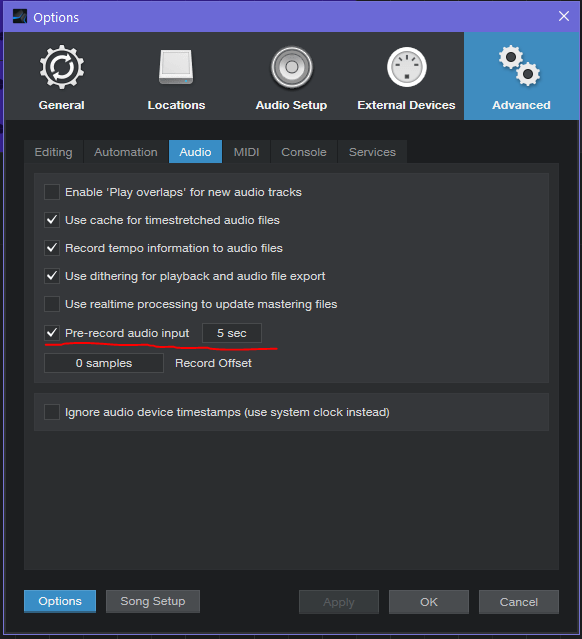 Options
General Locations Audio Setup External Devices Advanced
Editing Automation Audio MIDI Console Services
Enable 'Play overlaps' for new audio tracks
Use cache for timestretched audio files
Record tempo information to audio files
Use dithering for playback and audio file export
Use realtime processing to update mastering files
Pre-record audio input 5 sec
0 samples Record Offset
Ignore audio device timestamps (use system clock instead)
Options Song Setup Apply OK Cancel